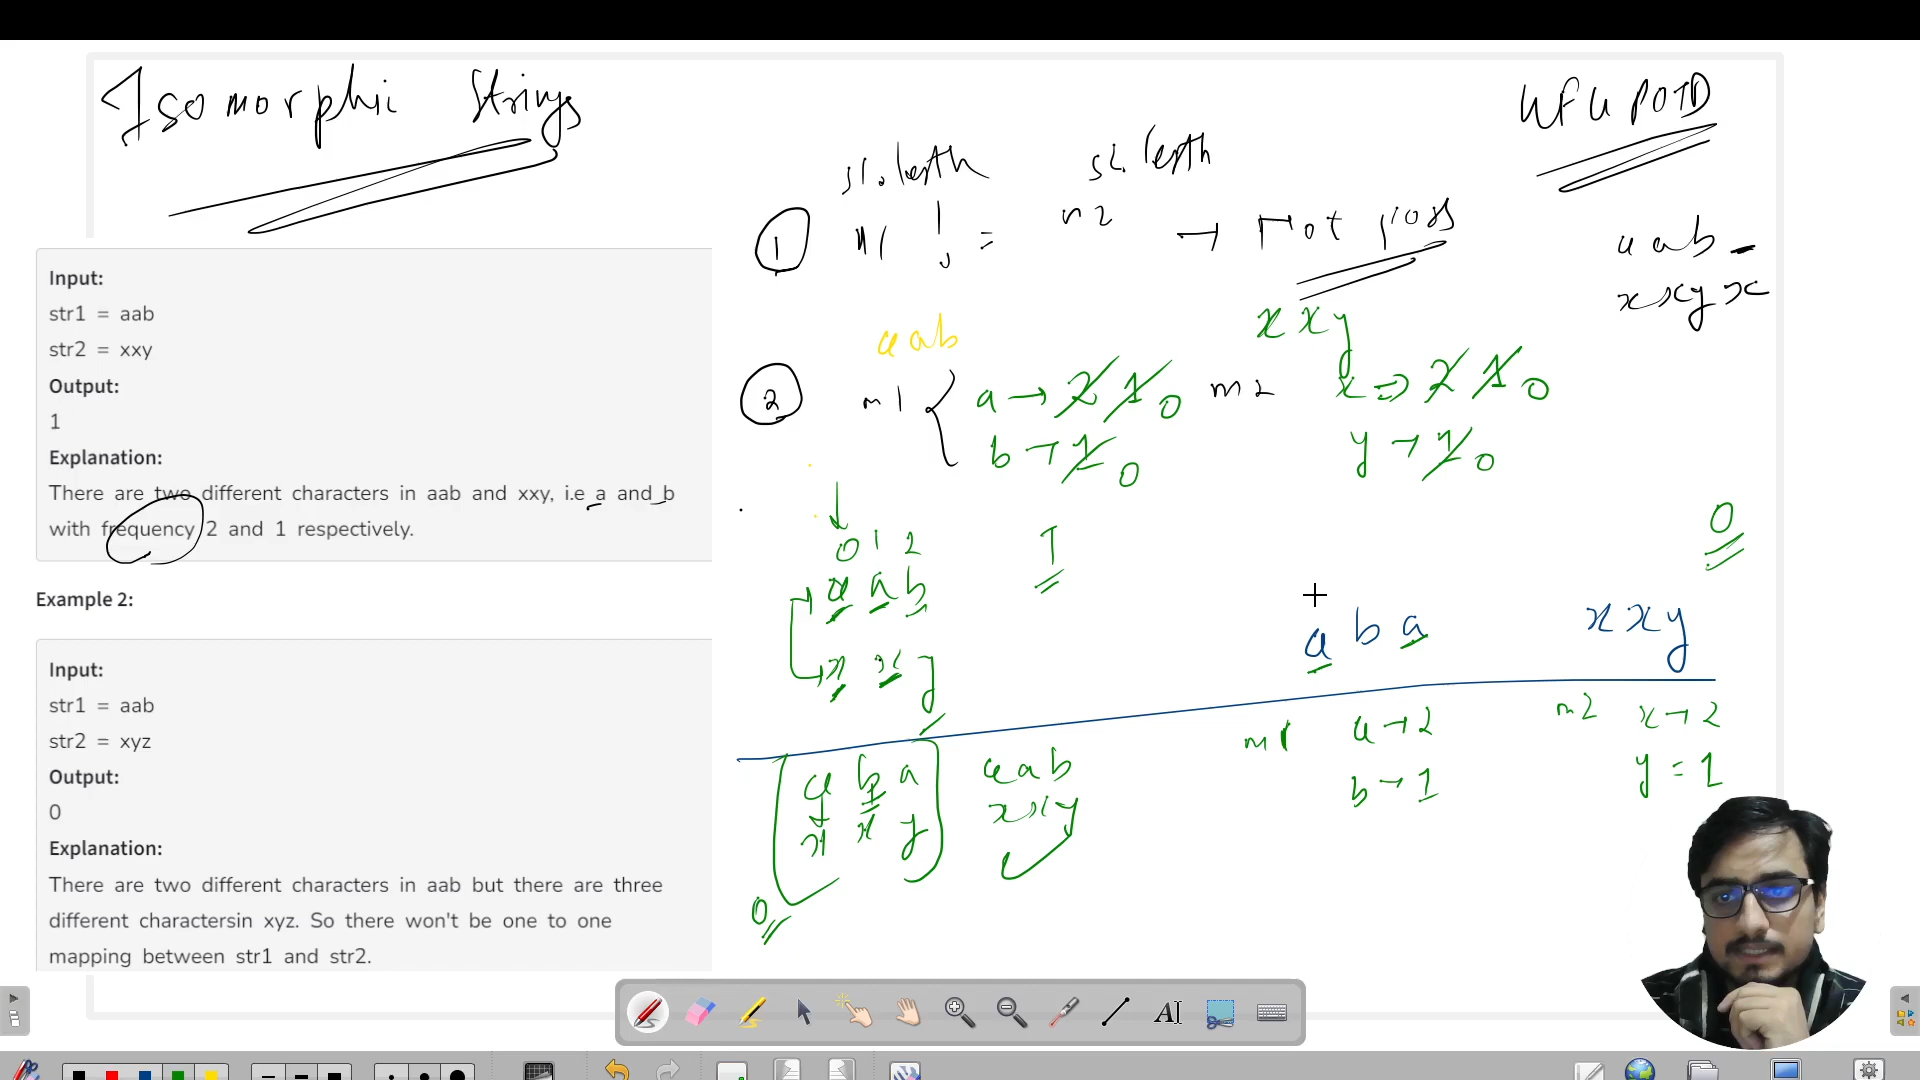 Isomorphic Strings
GFG POTD
Input:
str1 = aab
str2 = xxy
Output:
1
Explanation:
There are two different characters in aab and xxy, i.e a and b
with frequency 2 and 1 respectively.
Example 2:
Input:
str1 = aab
str2 = xyz
Output:
0
Explanation:
There are two different characters in aab but there are three
different charactersin xyz. So there won't be one to one
mapping between str1 and str2.
s1.length s2.length
1 n1 != n2 → Not poss
aab
xxyx
aab xxy
2 m1 a → 2 1 0 m2 x → 2 1 0
b → 1 0 y → 1 0
0 1 2
a a b
x x y
1
0
a b a x x y
m1 a → 2 m2 x → 2
b → 1 y = 1
a b a aab
x x y xxy
0
AI